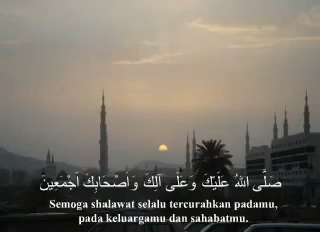 صَلَّى اللهُ عَلَيْكَ وَعَلَى آلِكَ وَأَصْحَابِكَ أَجْمَعِيْنَ
Semoga shalawat selalu tercurahkan padamu,
pada keluargamu dan sahabatmu.